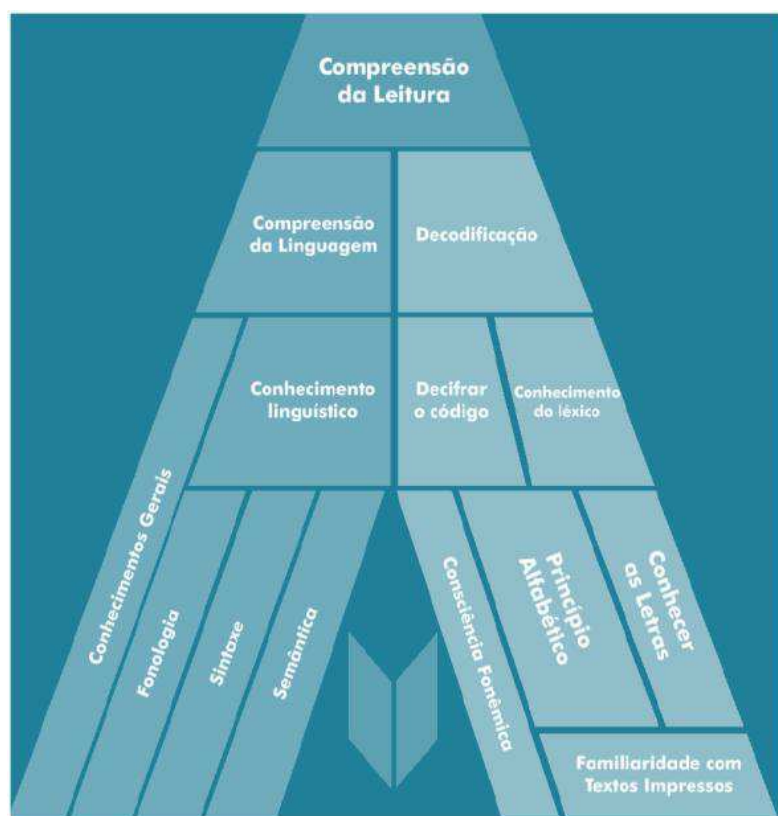 Compreensão
da Leitura
Compreensão
da Linguagem
Decodificação
Conhecimento
linguístico
Decifrar
o código
Conhecimento
do léxico
Conhecimentos Gerais
Fonologia
Sintaxe
Semântica
Consciência Fonêmica
Princípio
Alfabético
Conhecer
as Letras
Familiaridade com
Textos Impressos